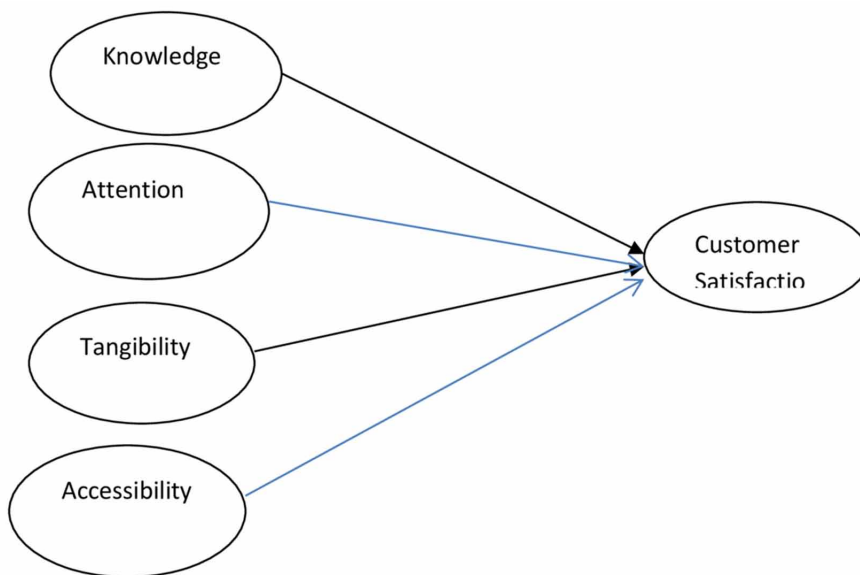 Knowledge
Attention
Customer
Satisfactio
Tangibility
Accessibility